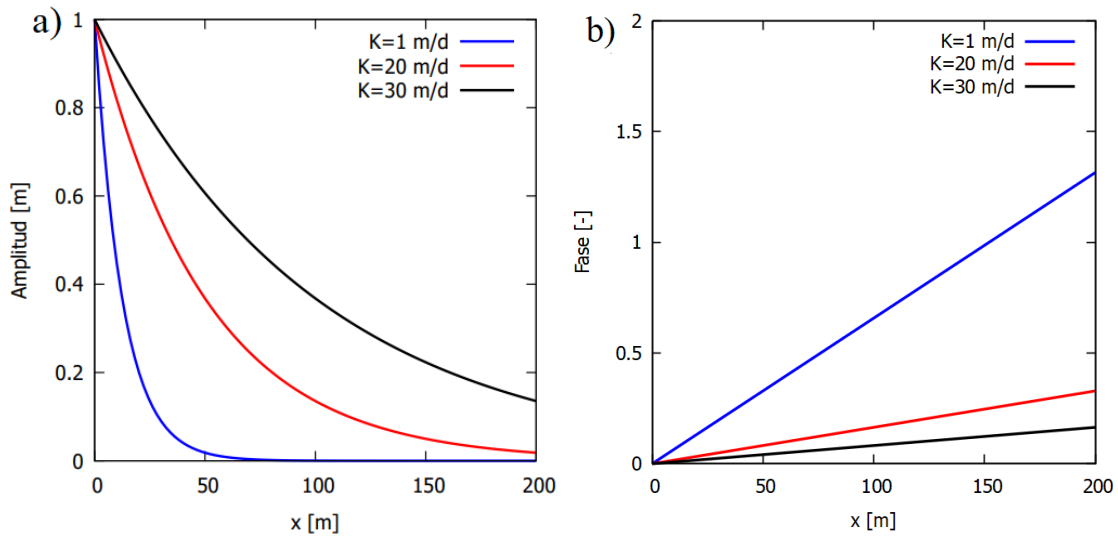 a)
K=1 m/d
K=20 m/d
K=30 m/d
Amplitud [m]
1
0.8
0.6
0.4
0.2
0
0 50 100 150 200
x [m]
b)
K=1 m/d
K=20 m/d
K=30 m/d
Fase [-]
2
1.5
1
0.5
0
0 50 100 150 200
x [m]